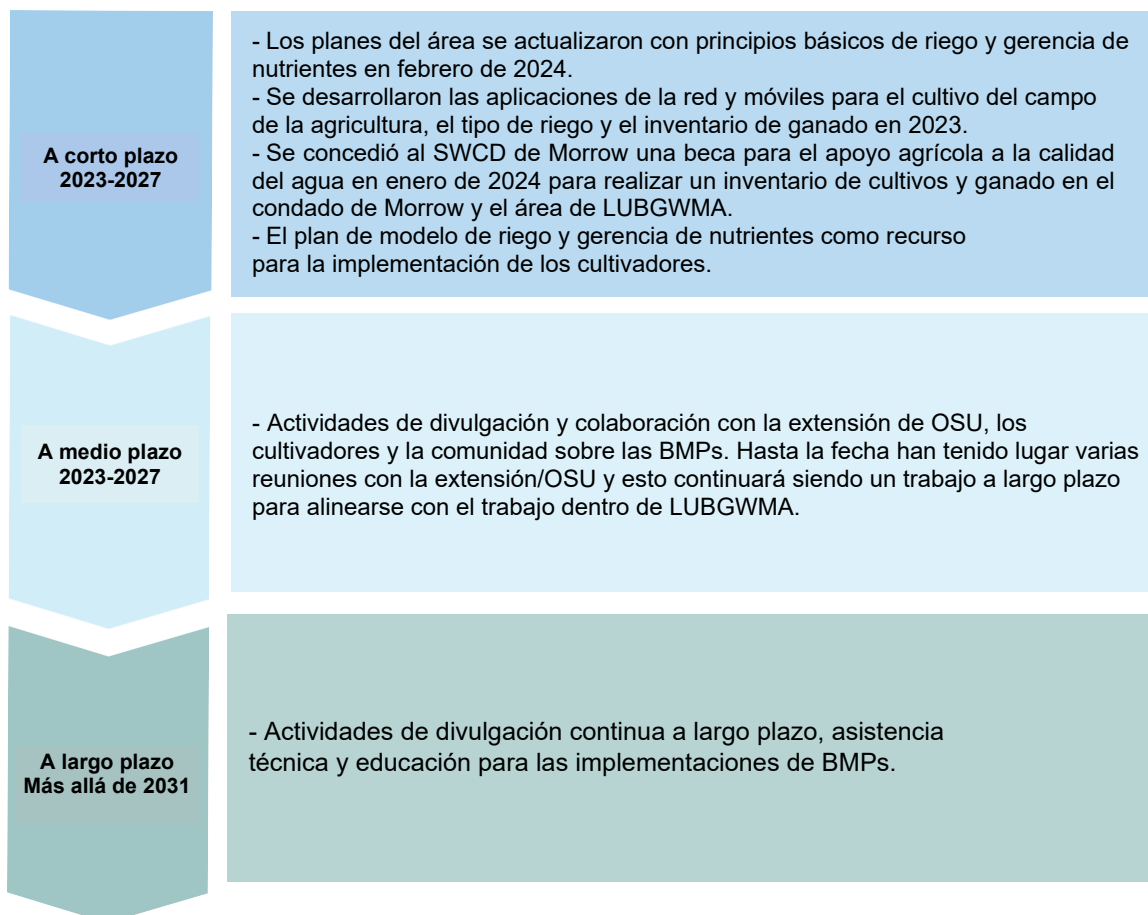 A corto plazo
2023-2027
- Los planes del área se actualizaron con principios básicos de riego y gerencia de
nutrientes en febrero de 2024.
- Se desarrollaron las aplicaciones de la red y móviles para el cultivo del campo
de la agricultura, el tipo de riego y el inventario de ganado en 2023.
- Se concedió al SWCD de Morrow una beca para el apoyo agrícola a la calidad
del agua en enero de 2024 para realizar un inventario de cultivos y ganado en el
condado de Morrow y el área de LUBGWMA.
- El plan de modelo de riego y gerencia de nutrientes como recurso
para la implementación de los cultivadores.
A medio plazo
2023-2027
- Actividades de divulgación y colaboración con la extensión de OSU, los
cultivadores y la comunidad sobre las BMPs. Hasta la fecha han tenido lugar varias
reuniones con la extensión/OSU y esto continuará siendo un trabajo a largo plazo
para alinearse con el trabajo dentro de LUBGWMA.
A largo plazo
Más allá de 2031
- Actividades de divulgación continua a largo plazo, asistencia
técnica y educación para las implementaciones de BMPs.